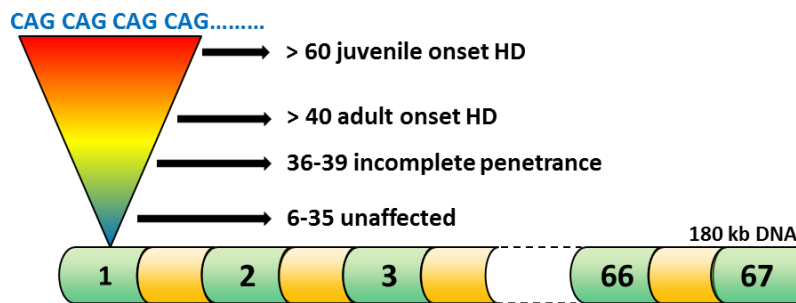 CAG CAG CAG CAG.........
> 60 juvenile onset HD
> 40 adult onset HD
36-39 incomplete penetrance
6-35 unaffected
180 kb DNA
1 2 3 66 67